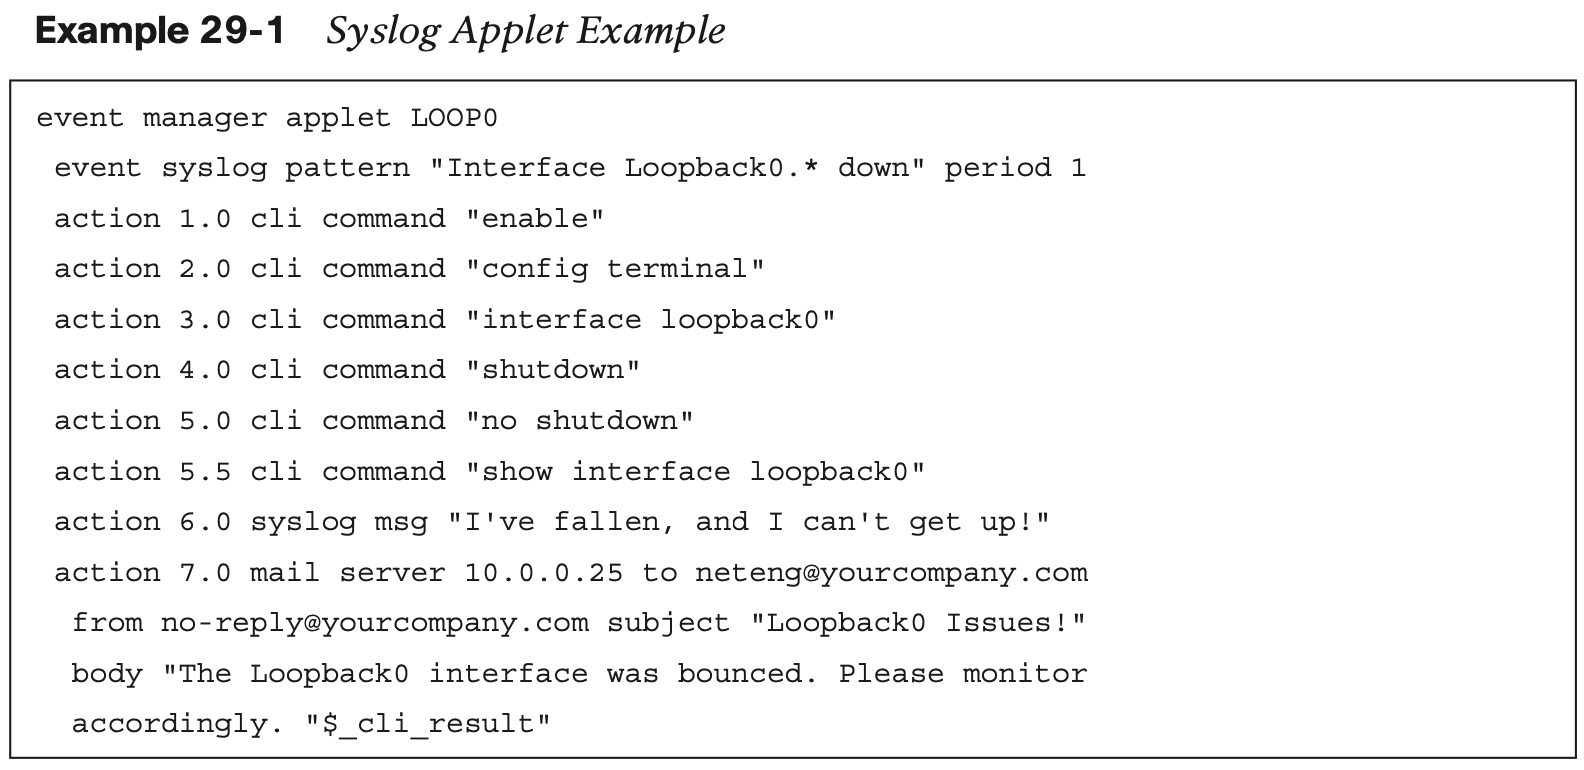 Example 29-1 Syslog Applet Example
event manager applet LOOP0
event syslog pattern "Interface Loopback0.* down" period 1
action 1.0 cli command "enable"
action 2.0 cli command "config terminal"
action 3.0 cli command "interface loopback0"
action 4.0 cli command "shutdown"
action 5.0 cli command "no shutdown"
action 5.5 cli command "show interface loopback0"
action 6.0 syslog msg "I've fallen, and I can't get up!"
action 7.0 mail server 10.0.0.25 to neteng@yourcompany.com
from no-reply@yourcompany.com subject "Loopback0 Issues!"
body "The Loopback0 interface was bounced. Please monitor
accordingly. "$_cli_result"